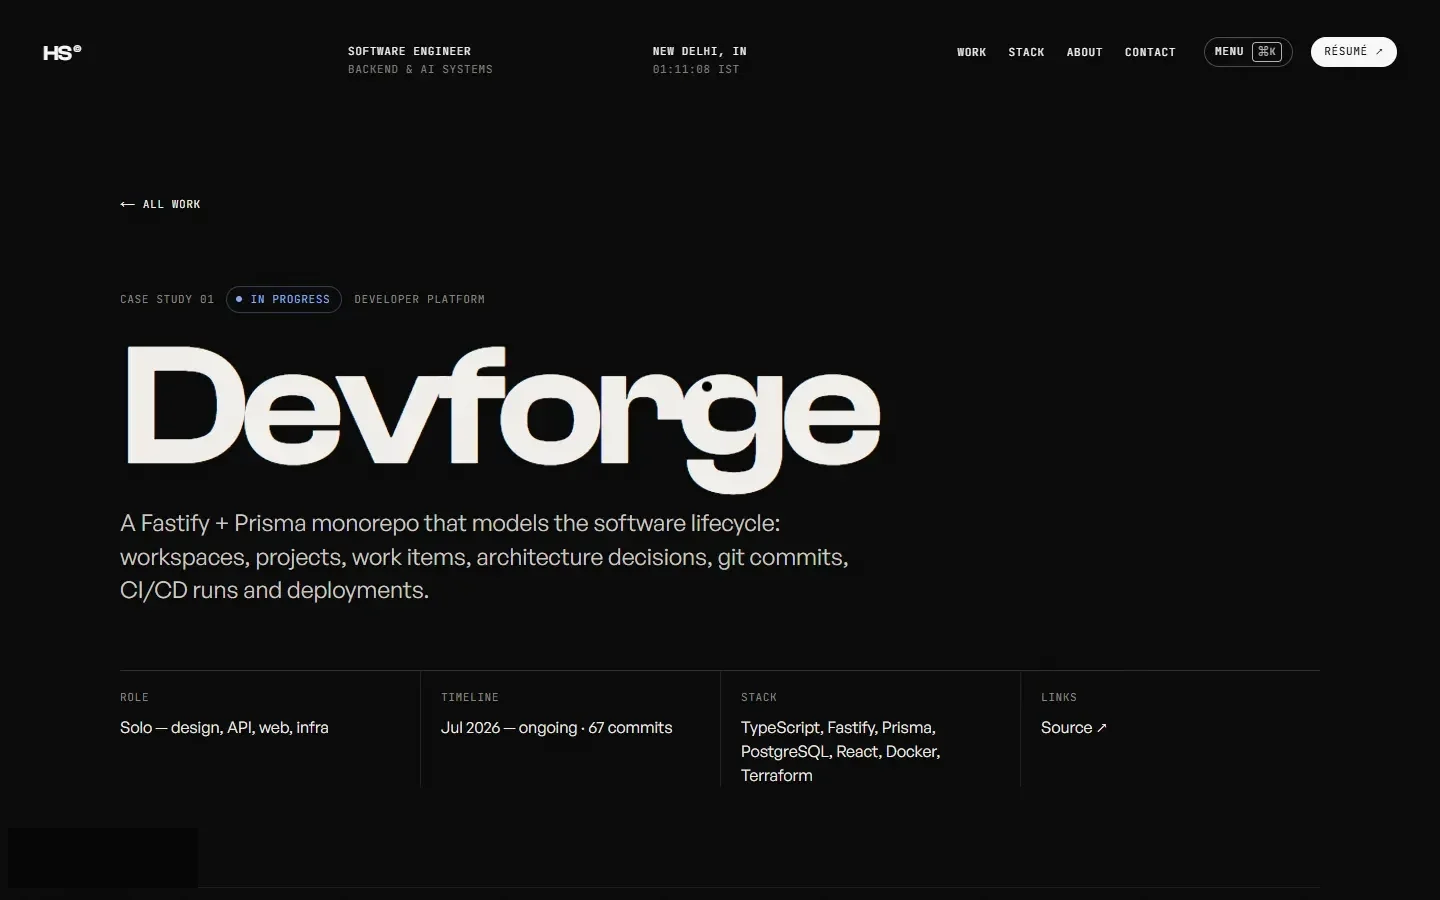 HS©
SOFTWARE ENGINEER
BACKEND & AI SYSTEMS
NEW DELHI, IN
01:11:08 IST
WORK
STACK
ABOUT
CONTACT
MENU ⌘K
RÉSUMÉ ↗
← ALL WORK
CASE STUDY 01
IN PROGRESS
DEVELOPER PLATFORM
Devforge
A Fastify + Prisma monorepo that models the software lifecycle:
workspaces, projects, work items, architecture decisions, git commits,
CI/CD runs and deployments.
ROLE
Solo — design, API, web, infra
TIMELINE
Jul 2026 — ongoing · 67 commits
STACK
TypeScript, Fastify, Prisma,
PostgreSQL, React, Docker,
Terraform
LINKS
Source ↗